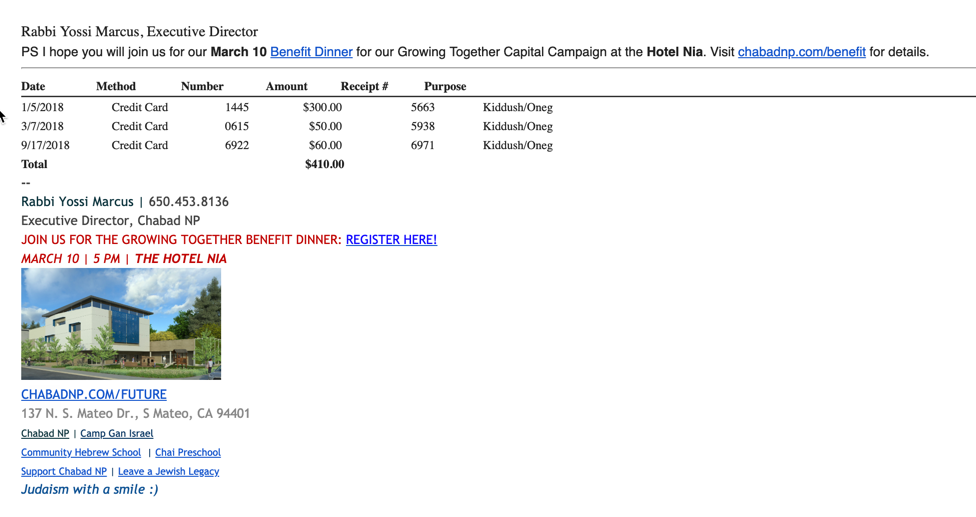 Rabbi Yossi Marcus, Executive Director
PS I hope you will join us for our March 10 Benefit Dinner for our Growing Together Capital Campaign at the Hotel Nia. Visit chabadnp.com/benefit for details.
Date Method Number Amount Receipt # Purpose
1/5/2018 Credit Card 1445 $300.00 5663 Kiddush/Oneg
3/7/2018 Credit Card 0615 $50.00 5938 Kiddush/Oneg
9/17/2018 Credit Card 6922 $60.00 6971 Kiddush/Oneg
Total $410.00
--
Rabbi Yossi Marcus | 650.453.8136
Executive Director, Chabad NP
JOIN US FOR THE GROWING TOGETHER BENEFIT DINNER: REGISTER HERE!
MARCH 10 | 5 PM | THE HOTEL NIA
CHABADNP.COM/FUTURE
137 N. S. Mateo Dr., S Mateo, CA 94401
Chabad NP | Camp Gan Israel
Community Hebrew School | Chai Preschool
Support Chabad NP | Leave a Jewish Legacy
Judaism with a smile :)